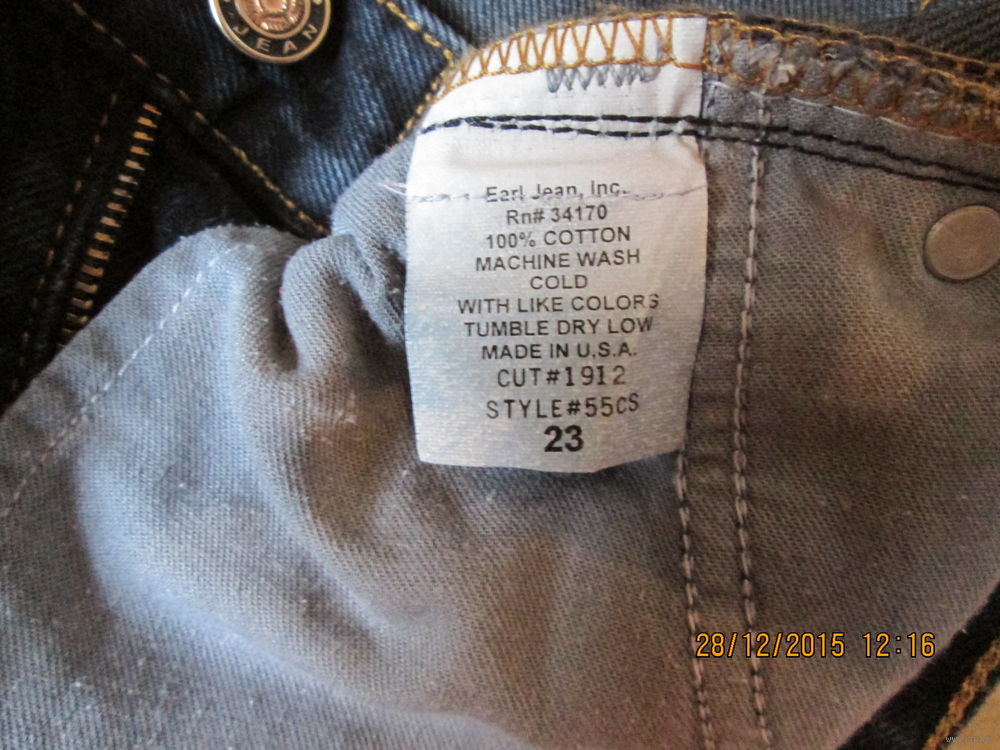 JEAN
Earl Jean, Inc.
Rn# 34170
100% COTTON
MACHINE WASH
COLD
WITH LIKE COLORS
TUMBLE DRY LOW
MADE IN U.S.A.
CUT#1912
STYLE#55CS
23
28/12/2015 12:16